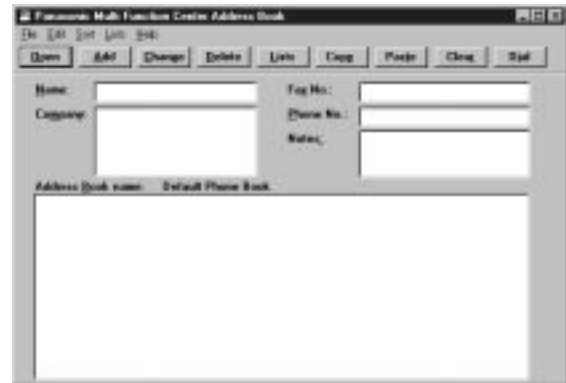 Panasonic Multi Function Center Address Book
File Edit Sort Lists Help
Open Add Change Delete Lists Copy Paste Clear Dial
Name: Fax No.:
Company: Phone No.:
Notes:
Address Book name: Default Phone Book